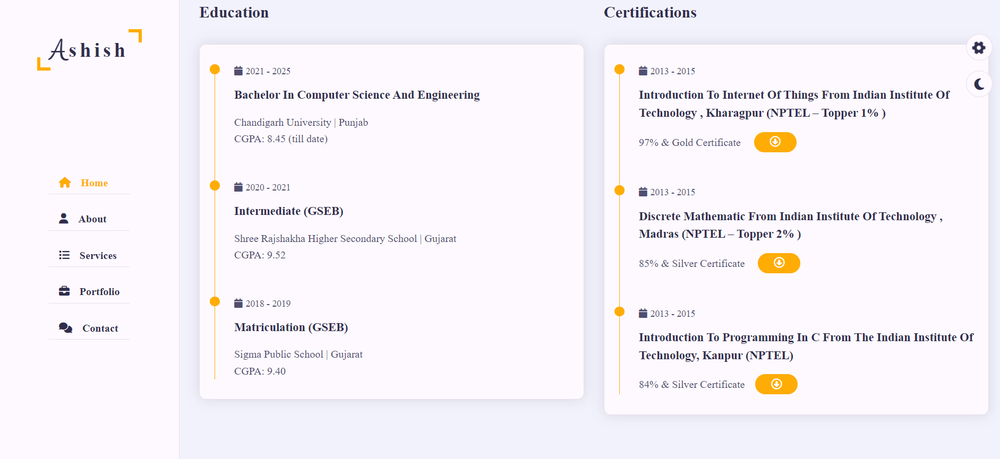 Ashish
Home
About
Services
Portfolio
Contact
Education
2021 - 2025
Bachelor In Computer Science And Engineering
Chandigarh University | Punjab
CGPA: 8.45 (till date)
2020 - 2021
Intermediate (GSEB)
Shree Rajshakha Higher Secondary School | Gujarat
CGPA: 9.52
2018 - 2019
Matriculation (GSEB)
Sigma Public School | Gujarat
CGPA: 9.40
Certifications
2013 - 2015
Introduction To Internet Of Things From Indian Institute Of
Technology , Kharagpur (NPTEL – Topper 1% )
97% & Gold Certificate
2013 - 2015
Discrete Mathematic From Indian Institute Of Technology ,
Madras (NPTEL – Topper 2% )
85% & Silver Certificate
2013 - 2015
Introduction To Programming In C From The Indian Institute Of
Technology, Kanpur (NPTEL)
84% & Silver Certificate